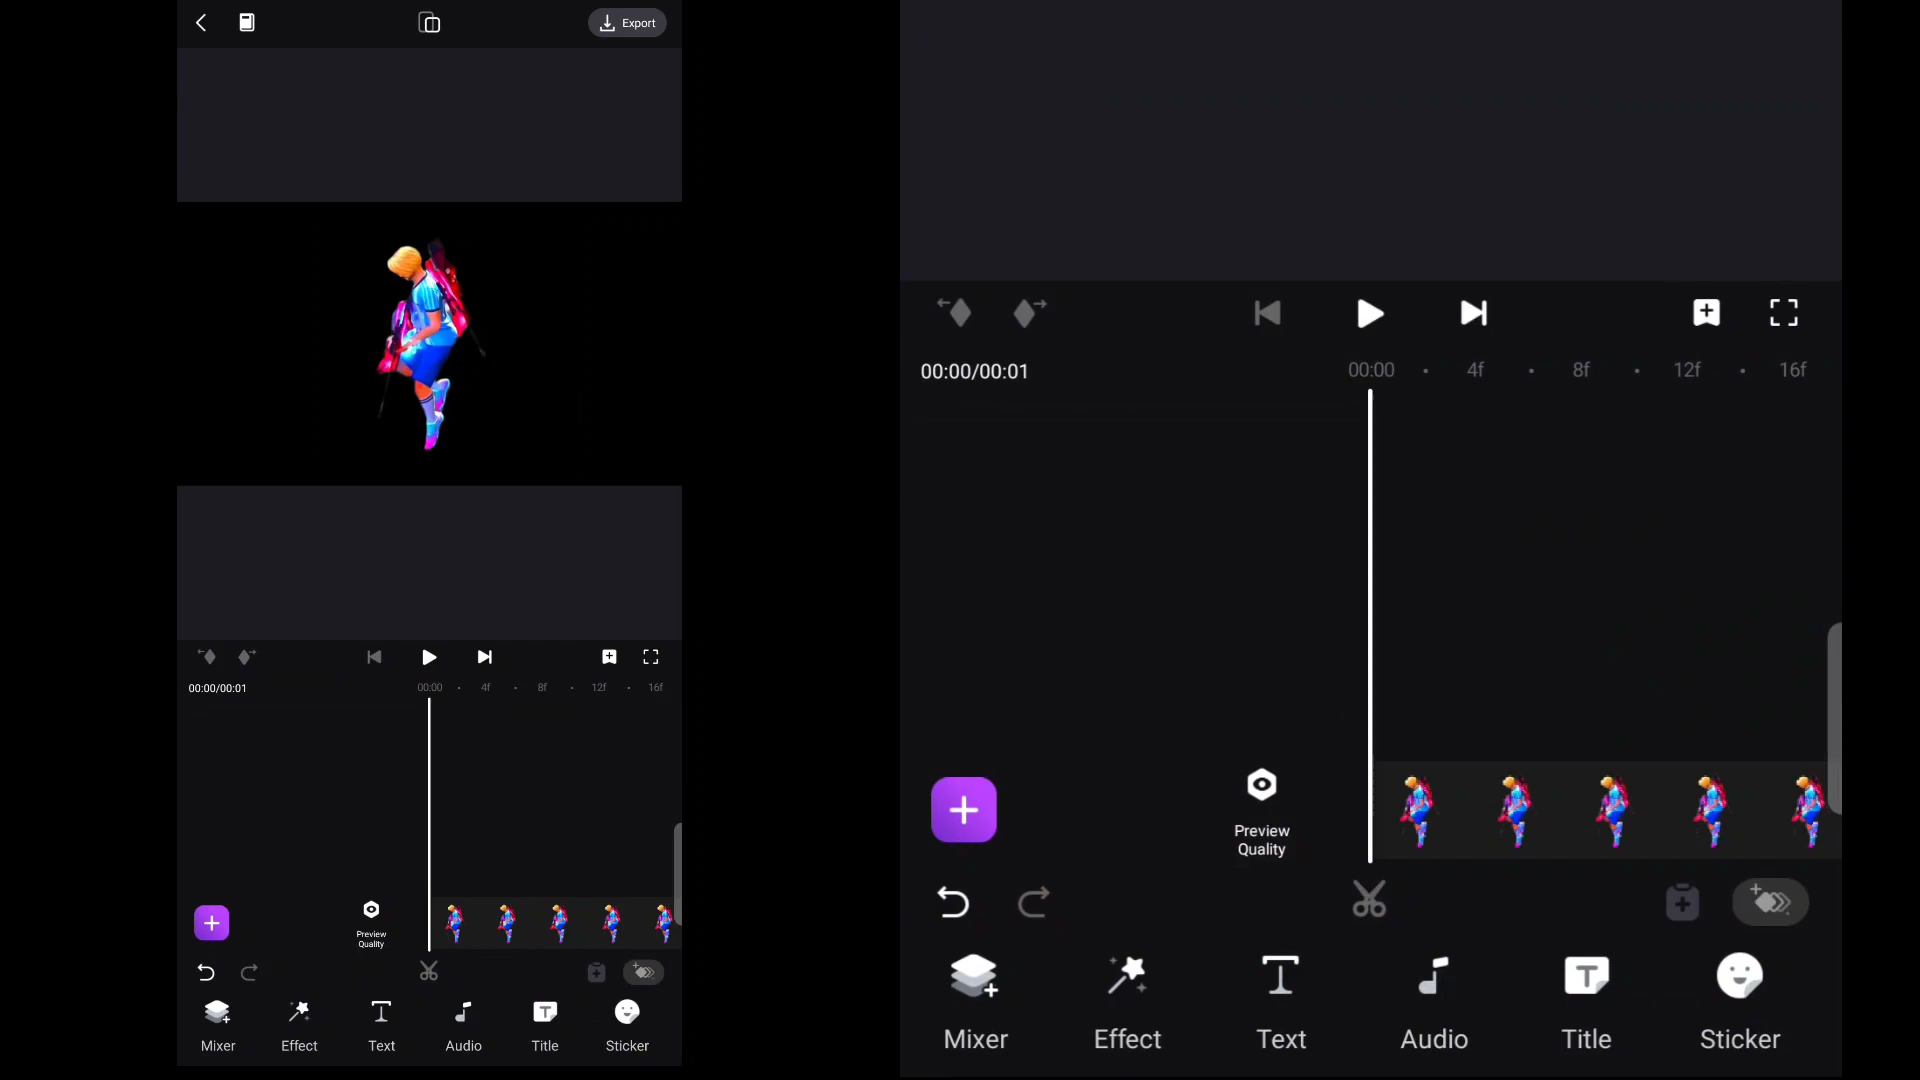 Export
00:00/00:01
00:00 4f 8f 12f 16f
Preview
Quality
Mixer Effect Text Audio Title Sticker
00:00/00:01
00:00 4f 8f 12f 16f
Preview
Quality
Mixer Effect Text Audio Title Sticker